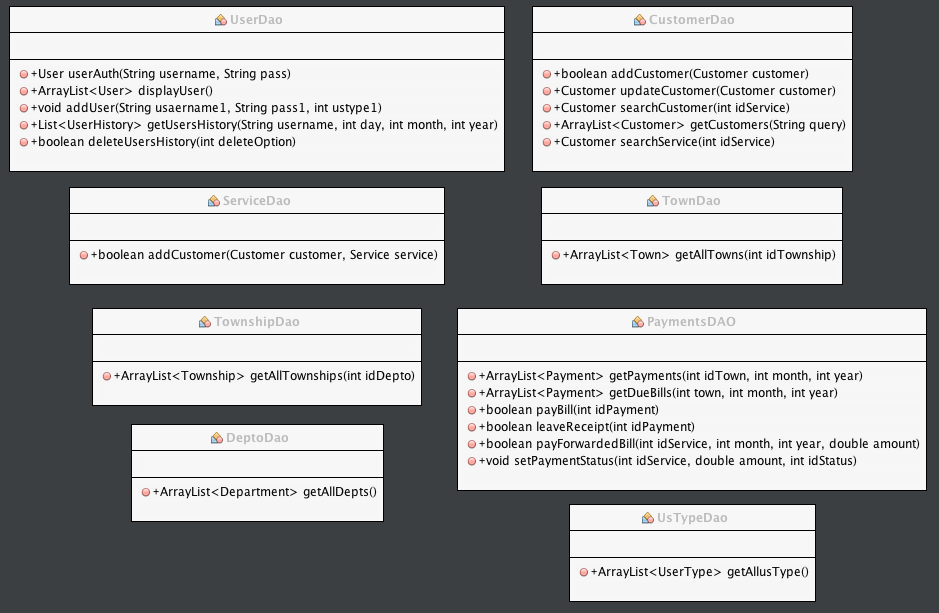 UserDao
+User userAuth(String username, String pass)
+ArrayList<User> displayUser()
+void addUser(String usaername1, String pass1, int ustype1)
+List<UserHistory> getUsersHistory(String username, int day, int month, int year)
+boolean deleteUsersHistory(int deleteOption)
CustomerDao
+boolean addCustomer(Customer customer)
+Customer updateCustomer(Customer customer)
+Customer searchCustomer(int idService)
+ArrayList<Customer> getCustomers(String query)
+Customer searchService(int idService)
ServiceDao
+boolean addCustomer(Customer customer, Service service)
TownDao
+ArrayList<Town> getAllTowns(int idTownship)
TownshipDao
+ArrayList<Township> getAllTownships(int idDepto)
PaymentsDAO
+ArrayList<Payment> getPayments(int idTown, int month, int year)
+ArrayList<Payment> getDueBills(int town, int month, int year)
+boolean payBill(int idPayment)
+boolean leaveReceipt(int idPayment)
+boolean payForwardedBill(int idService, int month, int year, double amount)
+void setPaymentStatus(int idService, double amount, int idStatus)
DeptoDao
+ArrayList<Department> getAllDepts()
UsTypeDao
+ArrayList<UserType> getAllusType()